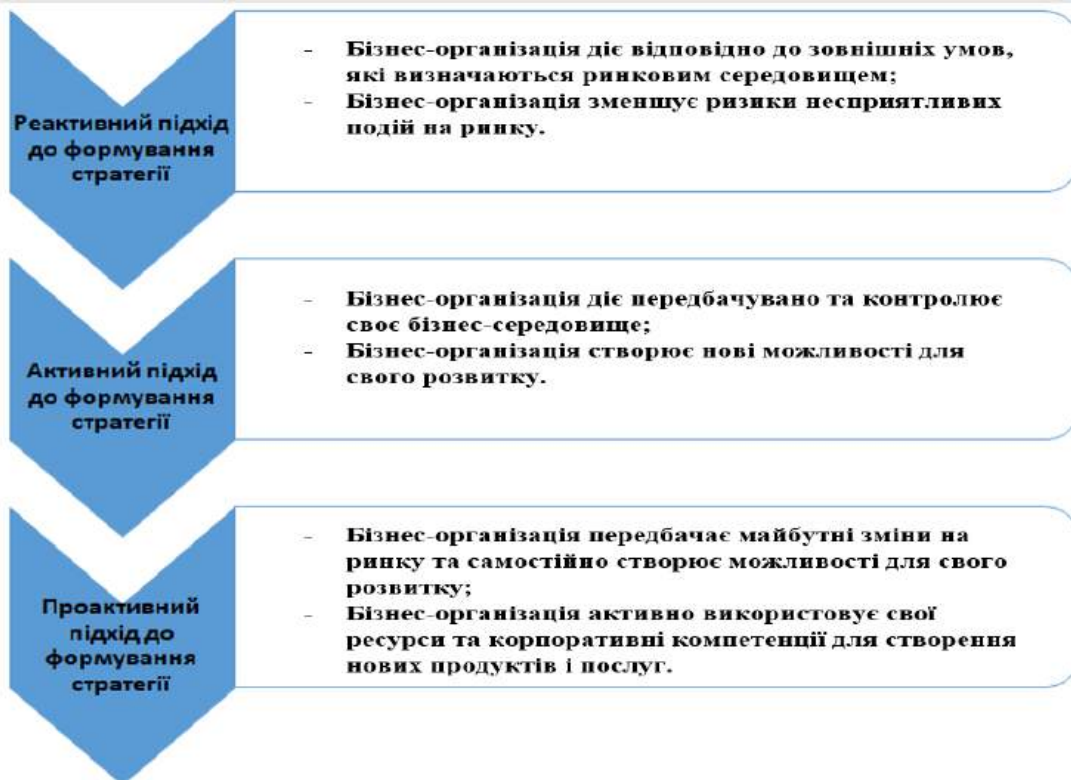 Реактивний підхід
до формування
стратегії
- Бізнес-організація діє відповідно до зовнішніх умов,
які визначаються ринковим середовищем;
- Бізнес-організація зменшує ризики несприятливих
подій на ринку.
Активний підхід
до формування
стратегії
- Бізнес-організація діє передбачувано та контролює
своє бізнес-середовище;
- Бізнес-організація створює нові можливості для
свого розвитку.
Проактивний
підхід до
формування
стратегії
- Бізнес-організація передбачає майбутні зміни на
ринку та самостійно створює можливості для свого
розвитку;
- Бізнес-організація активно використовує свої
ресурси та корпоративні компетенції для створення
нових продуктів і послуг.